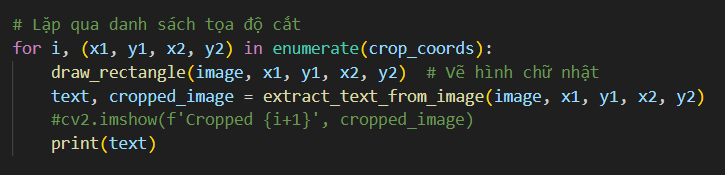 # Lặp qua danh sách tọa độ cắt
for i, (x1, y1, x2, y2) in enumerate(crop_coords):
    draw_rectangle(image, x1, y1, x2, y2)  # Vẽ hình chữ nhật
    text, cropped_image = extract_text_from_image(image, x1, y1, x2, y2)
    #cv2.imshow(f'Cropped {i+1}', cropped_image)
    print(text)